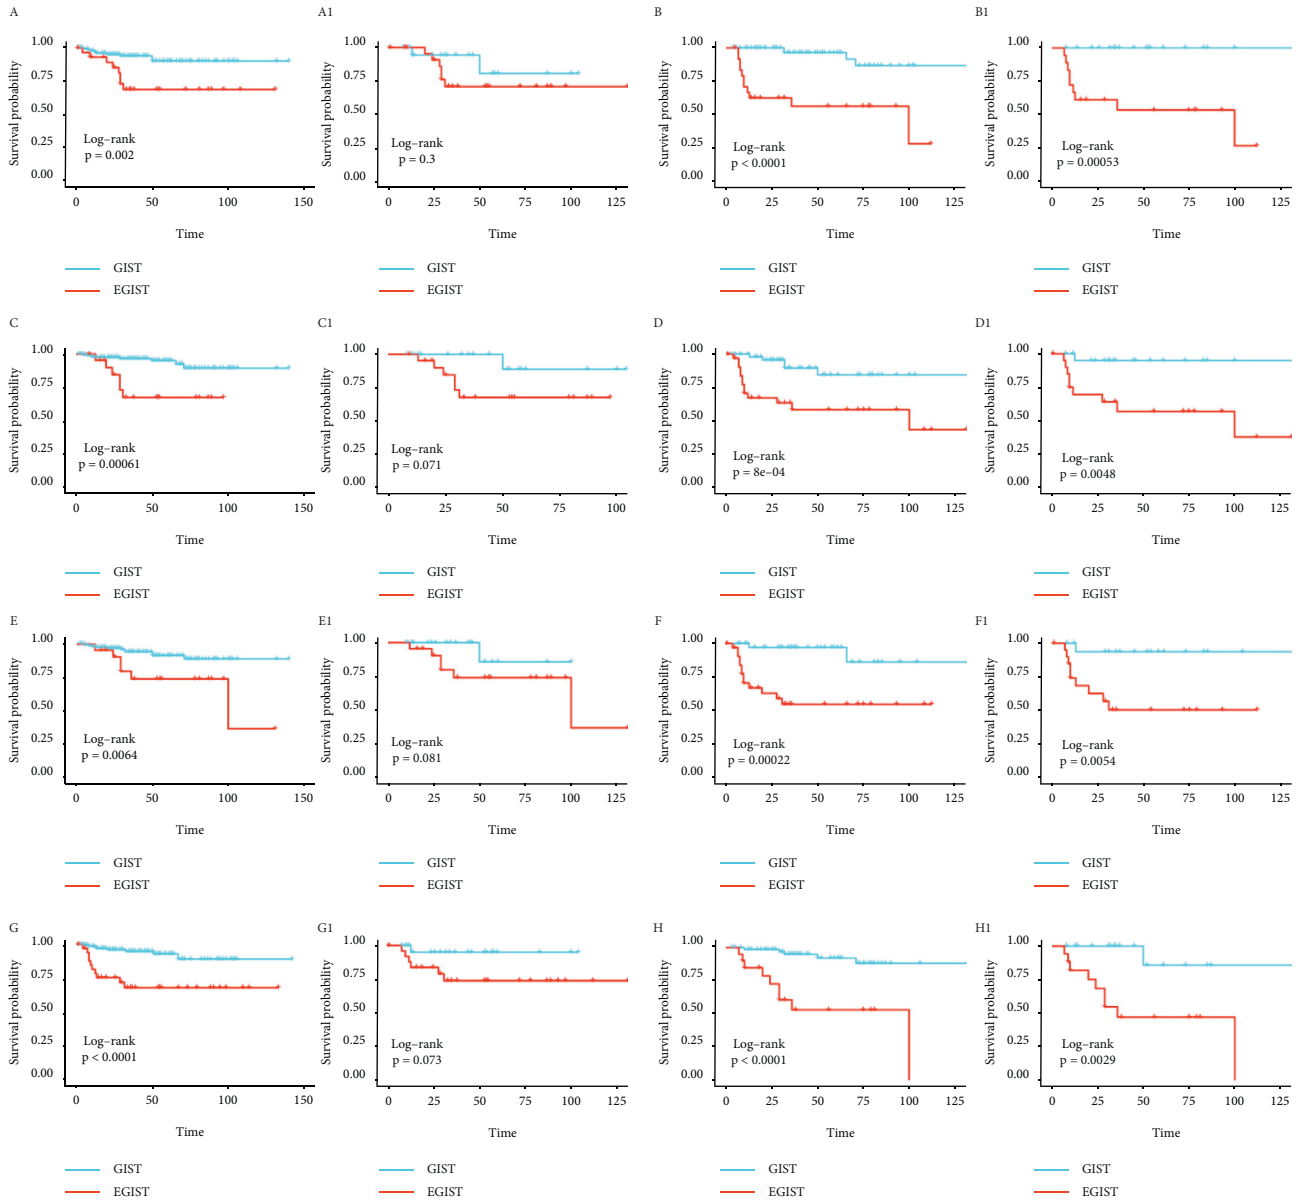 A
Survival probability
1.00
0.75
0.50
0.25
0.00
Log–rank
p = 0.002
0 50 100 150
Time
GIST
EGIST
A1
Survival probability
1.00
0.75
0.50
0.25
0.00
Log–rank
p = 0.3
0 25 50 75 100 125
Time
GIST
EGIST
B
Survival probability
1.00
0.75
0.50
0.25
0.00
Log–rank
p < 0.0001
0 25 50 75 100 125
Time
GIST
EGIST
B1
Survival probability
1.00
0.75
0.50
0.25
0.00
Log–rank
p = 0.00053
0 25 50 75 100 125
Time
GIST
EGIST
C
Survival probability
1.00
0.75
0.50
0.25
0.00
Log–rank
p = 0.00061
0 50 100 150
Time
GIST
EGIST
C1
Survival probability
1.00
0.75
0.50
0.25
0.00
Log–rank
p = 0.071
0 25 50 75 100
Time
GIST
EGIST
D
Survival probability
1.00
0.75
0.50
0.25
0.00
Log–rank
p = 8e–04
0 25 50 75 100 125
Time
GIST
EGIST
D1
Survival probability
1.00
0.75
0.50
0.25
0.00
Log–rank
p = 0.0048
0 25 50 75 100 125
Time
GIST
EGIST
E
Survival probability
1.00
0.75
0.50
0.25
0.00
Log–rank
p = 0.0064
0 50 100 150
Time
GIST
EGIST
E1
Survival probability
1.00
0.75
0.50
0.25
0.00
Log–rank
p = 0.081
0 25 50 75 100 125
Time
GIST
EGIST
F
Survival probability
1.00
0.75
0.50
0.25
0.00
Log–rank
p = 0.00022
0 25 50 75 100 125
Time
GIST
EGIST
F1
Survival probability
1.00
0.75
0.50
0.25
0.00
Log–rank
p = 0.0054
0 25 50 75 100 125
Time
GIST
EGIST
G
Survival probability
1.00
0.75
0.50
0.25
0.00
Log–rank
p < 0.0001
0 50 100 150
Time
GIST
EGIST
G1
Survival probability
1.00
0.75
0.50
0.25
0.00
Log–rank
p = 0.073
0 25 50 75 100 125
Time
GIST
EGIST
H
Survival probability
1.00
0.75
0.50
0.25
0.00
Log–rank
p < 0.0001
0 25 50 75 100 125
Time
GIST
EGIST
H1
Survival probability
1.00
0.75
0.50
0.25
0.00
Log–rank
p = 0.0029
0 25 50 75 100 125
Time
GIST
EGIST